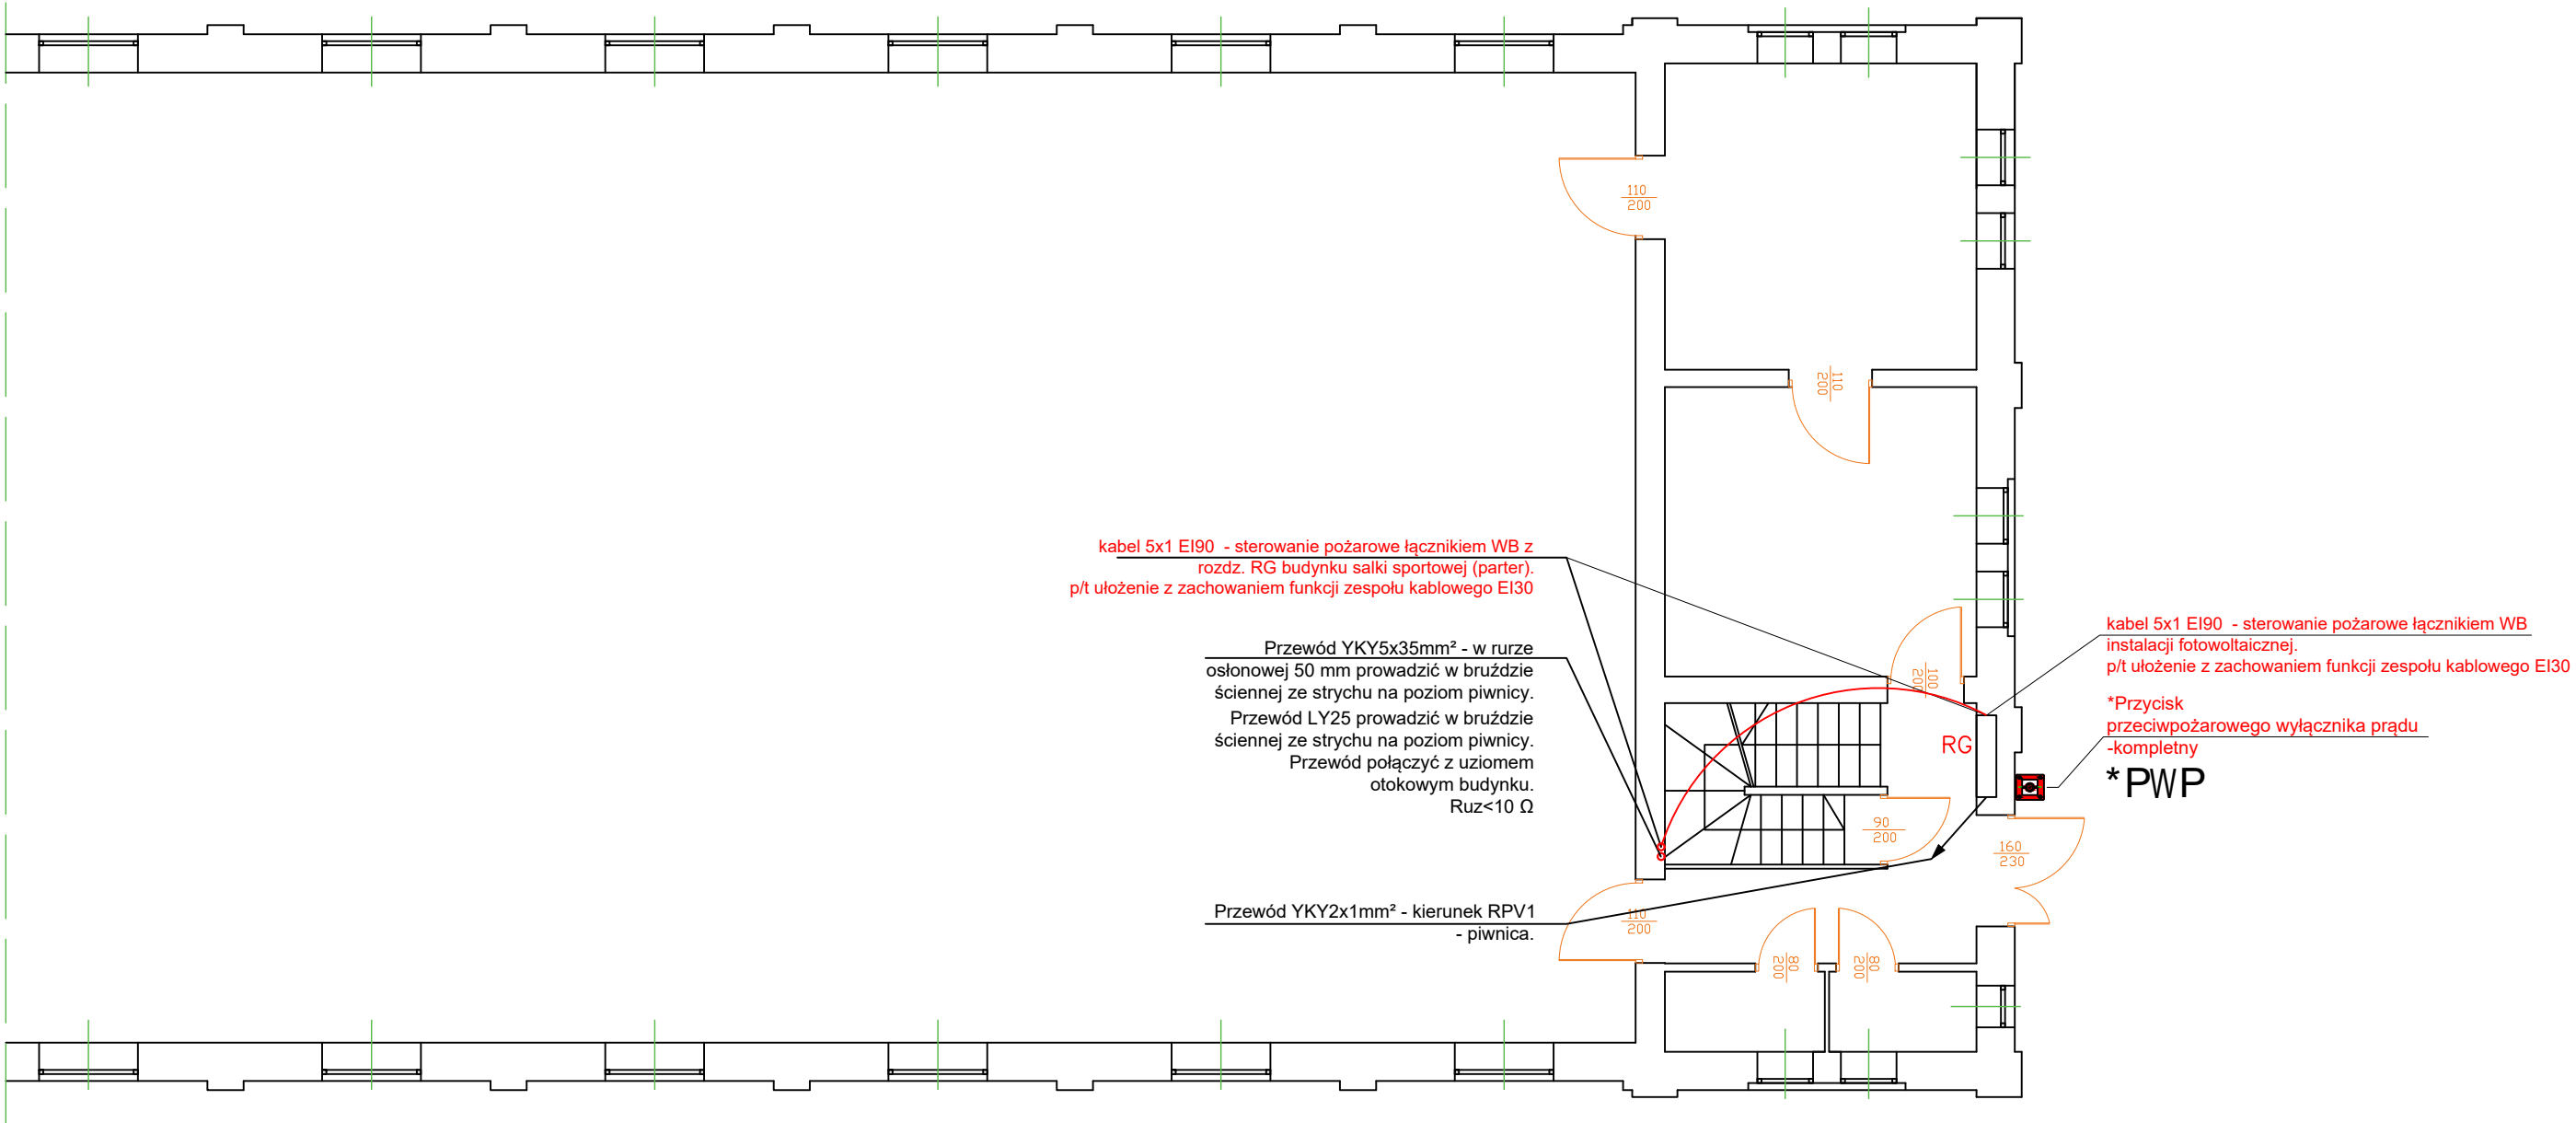 110
200
110
200
kabel 5x1 EI90  - sterowanie pożarowe łącznikiem WB z
rozdz. RG budynku salki sportowej (parter).
p/t ułożenie z zachowaniem funkcji zespołu kablowego EI30
kabel 5x1 EI90  - sterowanie pożarowe łącznikiem WB
instalacji fotowoltaicznej.
p/t ułożenie z zachowaniem funkcji zespołu kablowego EI30
Przewód YKY5x35mm² - w rurze
osłonowej 50 mm prowadzić w bruździe
ściennej ze strychu na poziom piwnicy.
Przewód LY25 prowadzić w bruździe
ściennej ze strychu na poziom piwnicy.
Przewód połączyć z uziomem
otokowym budynku.
Ruz<10 Ω
100
200
*Przycisk
przeciwpożarowego wyłącznika prądu
-kompletny
*PWP
RG
90
200
160
230
Przewód YKY2x1mm² - kierunek RPV1
- piwnica.
110
200
80
200
80
200